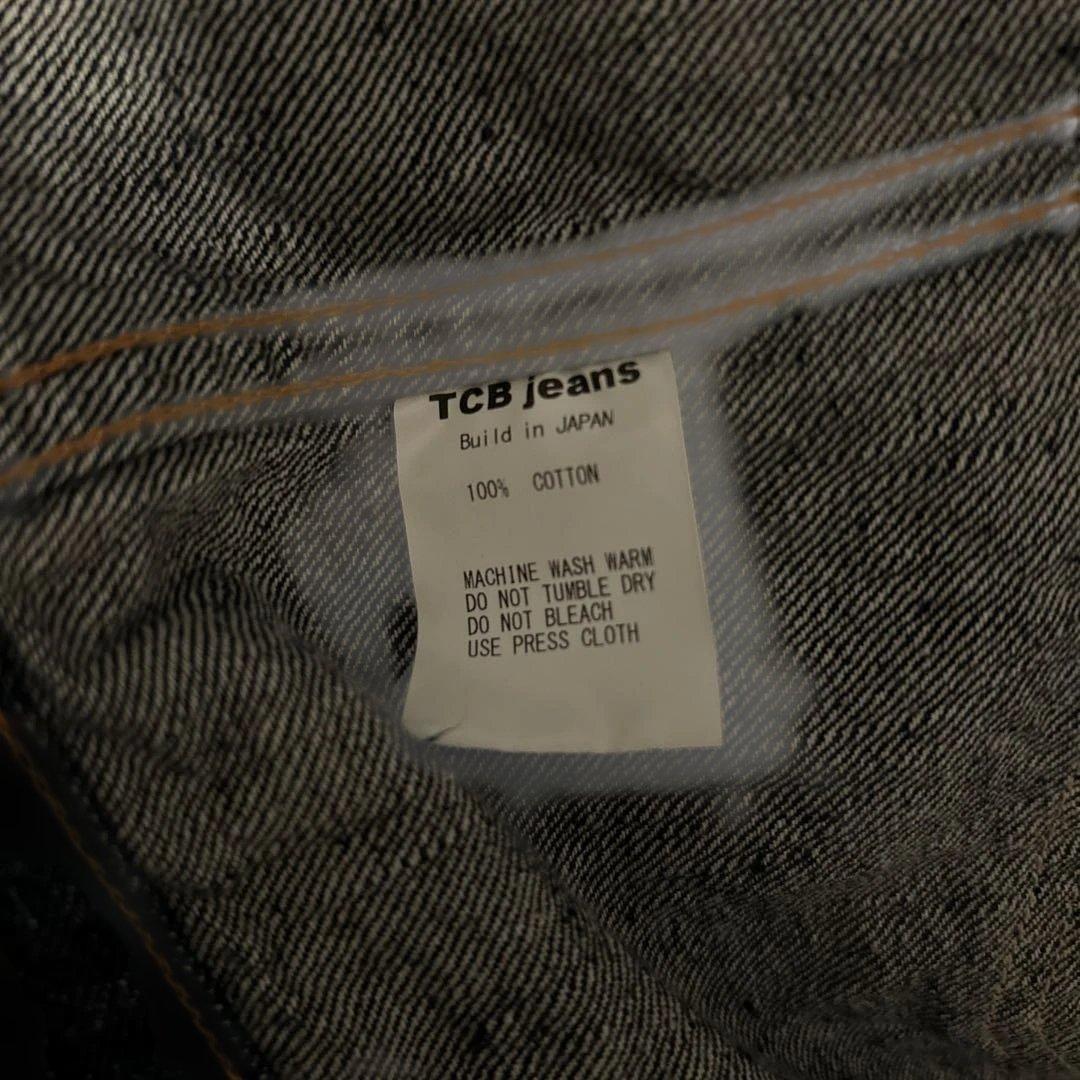 TCB jeans
Build in JAPAN
100% COTTON
MACHINE WASH WARM
DO NOT TUMBLE DRY
DO NOT BLEACH
USE PRESS CLOTH